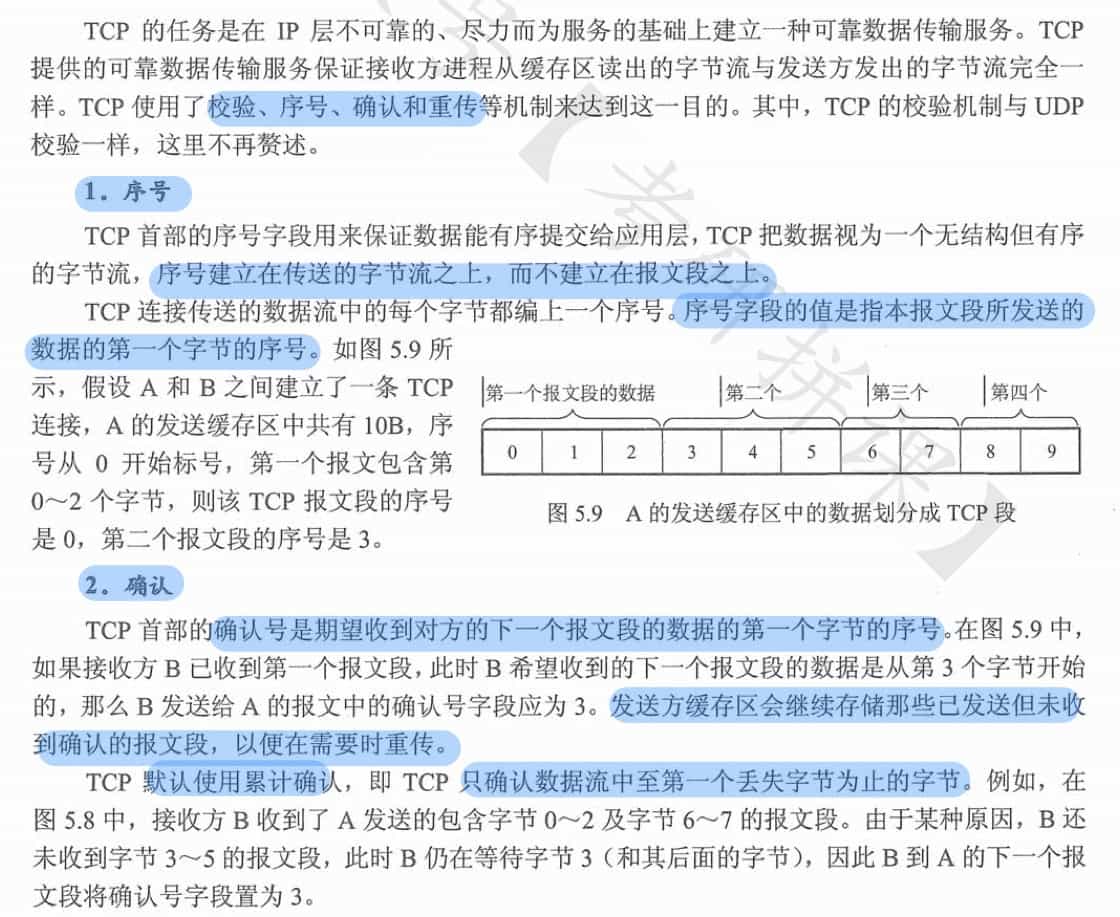 TCP 的任务是在 IP 层不可靠的、尽力而为服务的基础上建立一种可靠数据传输服务。TCP
提供的可靠数据传输服务保证接收方进程从缓存区读出的字节流与发送方发出的字节流完全一
样。TCP 使用了校验、序号、确认和重传等机制来达到这一目的。其中，TCP 的校验机制与 UDP
校验一样，这里不再赘述。
1. 序号
TCP 首部的序号字段用来保证数据能有序提交给应用层，TCP 把数据视为一个无结构但有序
的字节流，序号建立在传送的字节流之上，而不建立在报文段之上。
TCP 连接传送的数据流中的每个字节都编上一个序号。序号字段的值是指本报文段所发送的
数据的第一个字节的序号。如图 5.9 所
示，假设 A 和 B 之间建立了一条 TCP
连接，A 的发送缓存区中共有 10B，序
号从 0 开始标号，第一个报文包含第
0～2 个字节，则该 TCP 报文段的序号
是 0，第二个报文段的序号是 3。
第一个报文段的数据 第二个 第三个 第四个
0 1 2 3 4 5 6 7 8 9
图 5.9 A 的发送缓存区中的数据划分成 TCP 段
2. 确认
TCP 首部的确认号是期望收到对方的下一个报文段的数据的第一个字节的序号。在图 5.9 中，
如果接收方 B 已收到第一个报文段，此时 B 希望收到的下一个报文段的数据是从第 3 个字节开始
的，那么 B 发送给 A 的报文中的确认号字段应为 3。发送方缓存区会继续存储那些已发送但未收
到确认的报文段，以便在需要时重传。
TCP 默认使用累计确认，即 TCP 只确认数据流中至第一个丢失字节为止的字节。例如，在
图 5.8 中，接收方 B 收到了 A 发送的包含字节 0～2 及字节 6～7 的报文段。由于某种原因，B 还
未收到字节 3～5 的报文段，此时 B 仍在等待字节 3（和其后面的字节），因此 B 到 A 的下一个报
文段将确认号字段置为 3。
【考研拼课】